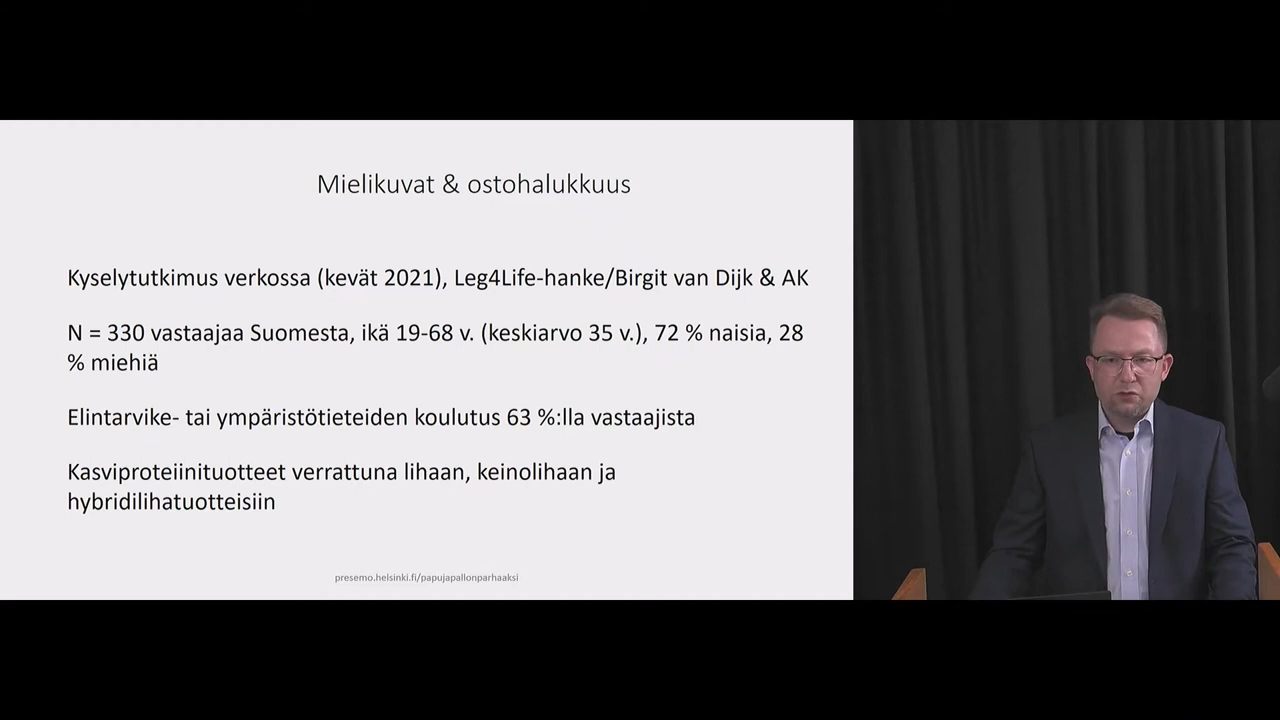 Mielikuvat & ostohalukkuus
Kyselytutkimus verkossa (kevät 2021), Leg4Life-hanke/Birgit van Dijk & AK
N = 330 vastaajaa Suomesta, ikä 19-68 v. (keskiarvo 35 v.), 72 % naisia, 28
% miehiä
Elintarvike- tai ympäristötieteiden koulutus 63 %:lla vastaajista
Kasviproteiinituotteet verrattuna lihaan, keinolihaan ja
hybridilihatuotteisiin
presemo.helsinki.fi/papujapallonparhaaksi